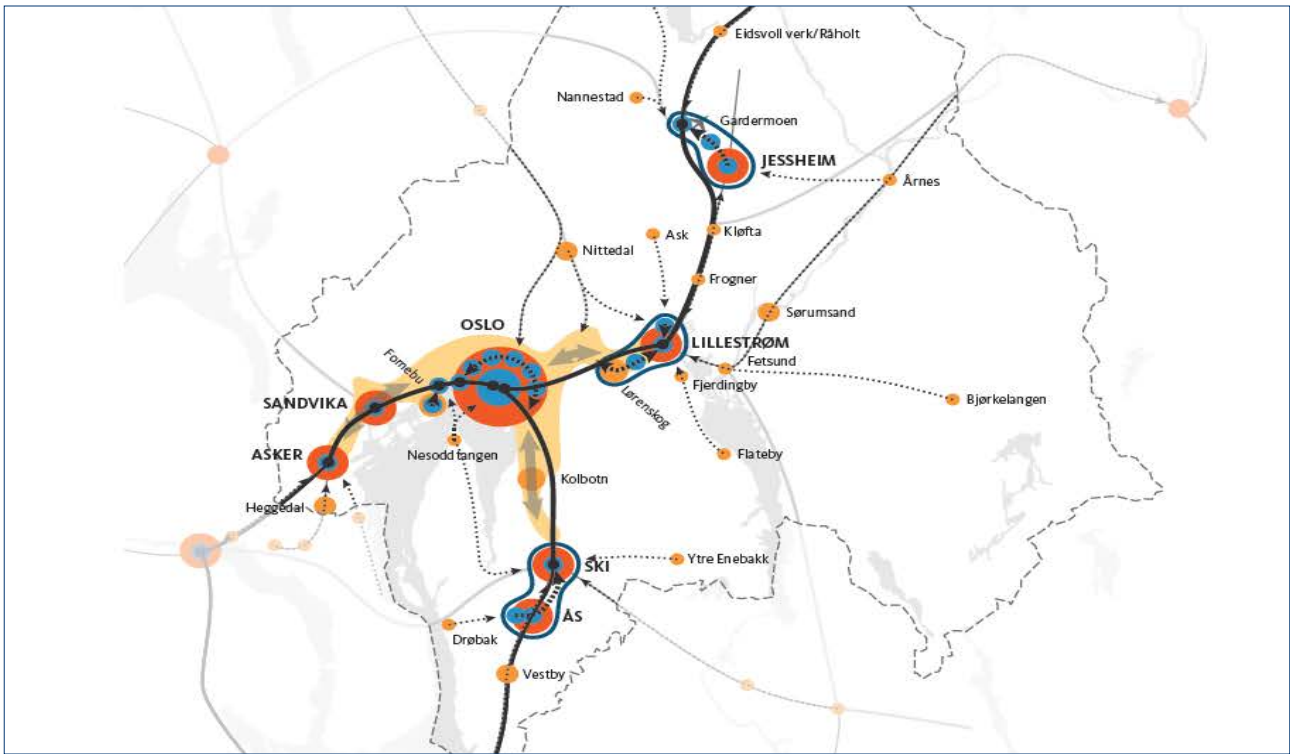 Eidsvoll verk/Råholt
Nannestad
Gardermoen
JESSHEIM
Årnes
Ask
Kløfta
Nittedal
Frogner
Sørumsand
OSLO
LILLESTRØM
Fetsund
Fornebu
Fjerdingby
SANDVIKA
Lørenskog
Bjørkelangen
ASKER
Nesoddtangen
Flateby
Kolbotn
Heggedal
Ytre Enebakk
SKI
ÅS
Drøbak
Vestby